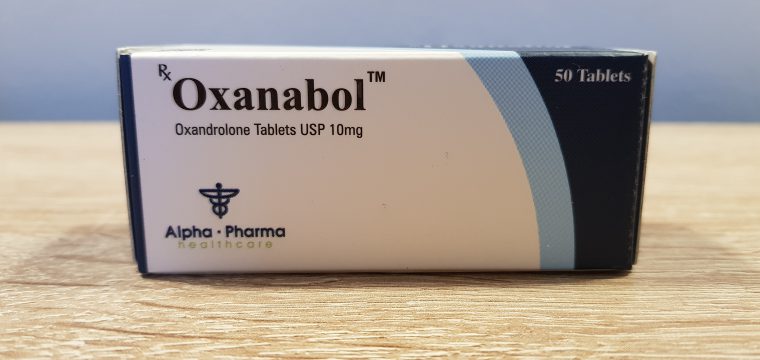 Rx Oxanabol™
Oxandrolone Tablets USP 10mg
50 Tablets
Alpha · Pharma
healthcare